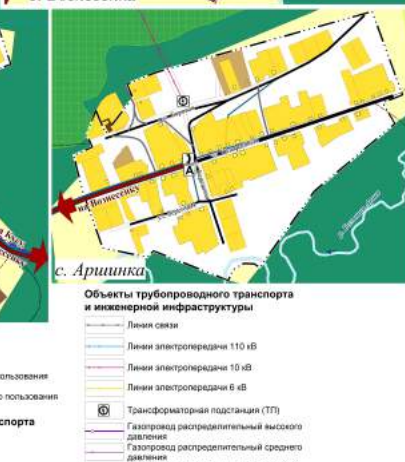 на Вознесенку
с. Аршинка
Объекты трубопроводного транспорта
и инженерной инфраструктуры
Линия связи
Линии электропередачи 110 кВ
Линии электропередачи 10 кВ
Линии электропередачи 6 кВ
Трансформаторная подстанция (ТП)
Газопровод распределительный высокого
давления
Газопровод распределительный среднего
давления
ользования
о пользования
спорта